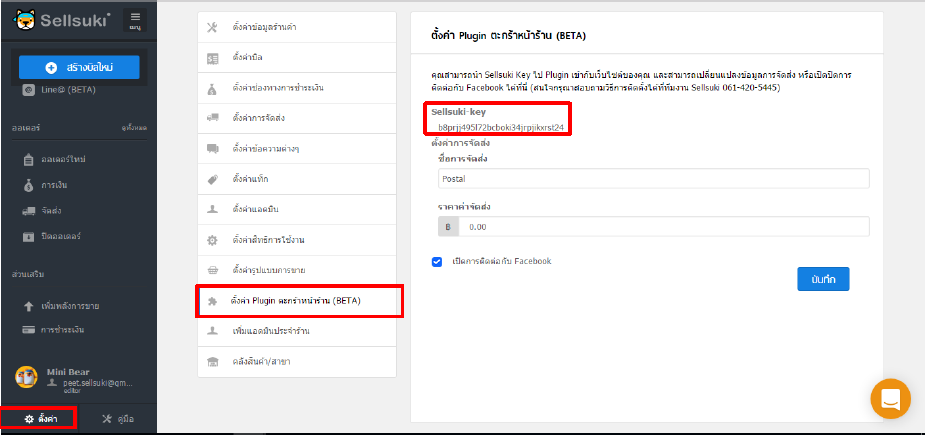 Sellsuki
เมนู
สร้างบิลใหม่
Line@ (BETA)
ออเดอร์
ดูทั้งหมด
ออเดอร์ใหม่
การเงิน
จัดส่ง
ปิดออเดอร์
ส่วนเสริม
เพิ่มพลังการขาย
การชำระเงิน
Mini Bear
peet.sellsuki@gm...
editor
ตั้งค่า
คู่มือ
ตั้งค่าข้อมูลร้านค้า
ตั้งค่าบิล
ตั้งค่าช่องทางการชำระเงิน
ตั้งค่าการจัดส่ง
ตั้งค่าข้อความต่างๆ
ตั้งค่าแท็ก
ตั้งค่าแอดมิน
ตั้งค่าสิทธิการใช้งาน
ตั้งค่ารูปแบบการขาย
ตั้งค่า Plugin ตะกร้าหน้าร้าน (BETA)
เพิ่มแอดมินประจำร้าน
คลังสินค้า/สาขา
ตั้งค่า Plugin ตะกร้าหน้าร้าน (BETA)
คุณสามารถนำ Sellsuki Key ไป Plugin เข้ากับเว็บไซต์ของคุณ และสามารถเปลี่ยนแปลงข้อมูลการจัดส่ง หรือเปิดปิดการ
ติดต่อกับ Facebook ได้ที่นี่ (สนใจกรุณาสอบถามวิธีการติดตั้งได้ที่ทีมงาน Sellsuki 061-420-5445)
Sellsuki-key
b8prjj495l72bcboki34jrpjikxrst24
ตั้งค่าการจัดส่ง
ชื่อการจัดส่ง
Postal
ราคาค่าจัดส่ง
฿ 0.00
เปิดการติดต่อกับ Facebook
บันทึก